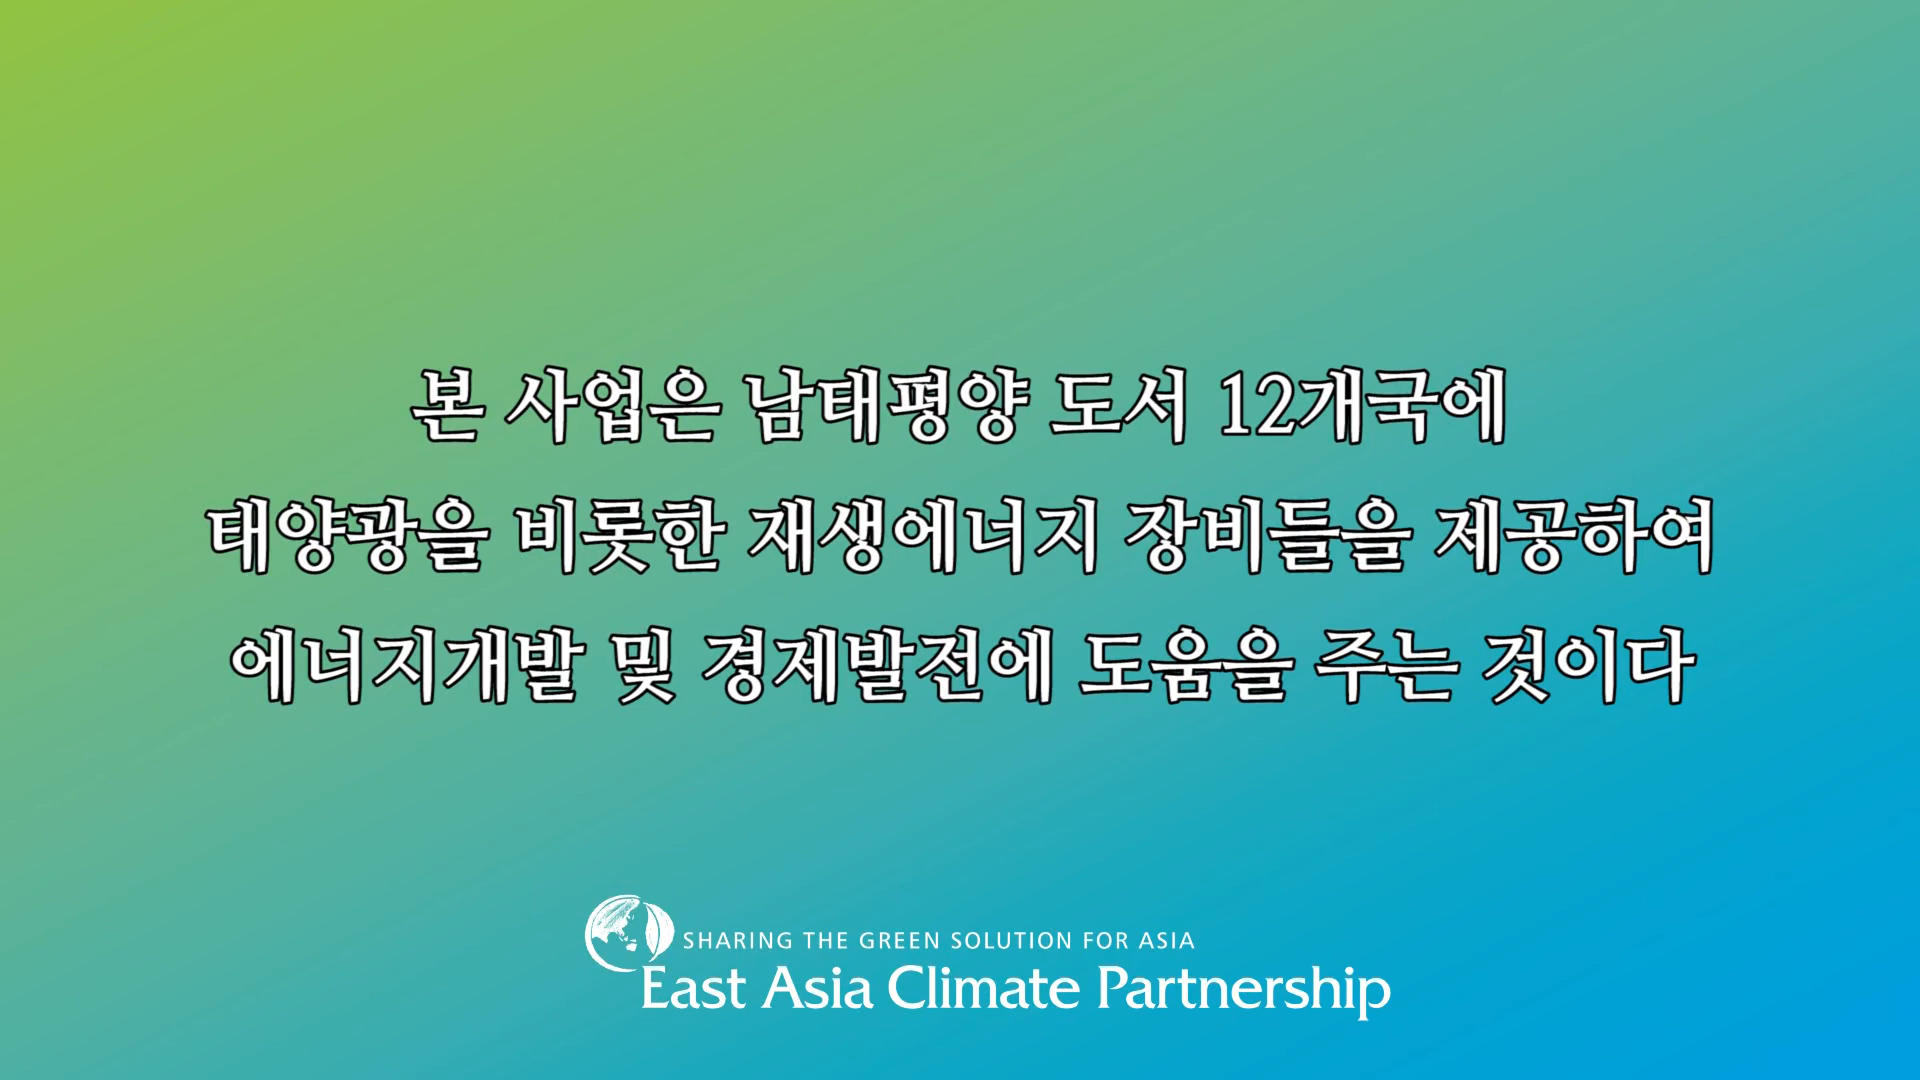 본 사업은 남태평양 도서 12개국에
태양광을 비롯한 재생에너지 장비들을 제공하여
에너지개발 및 경제발전에 도움을 주는 것이다
SHARING THE GREEN SOLUTION FOR ASIA
East Asia Climate Partnership